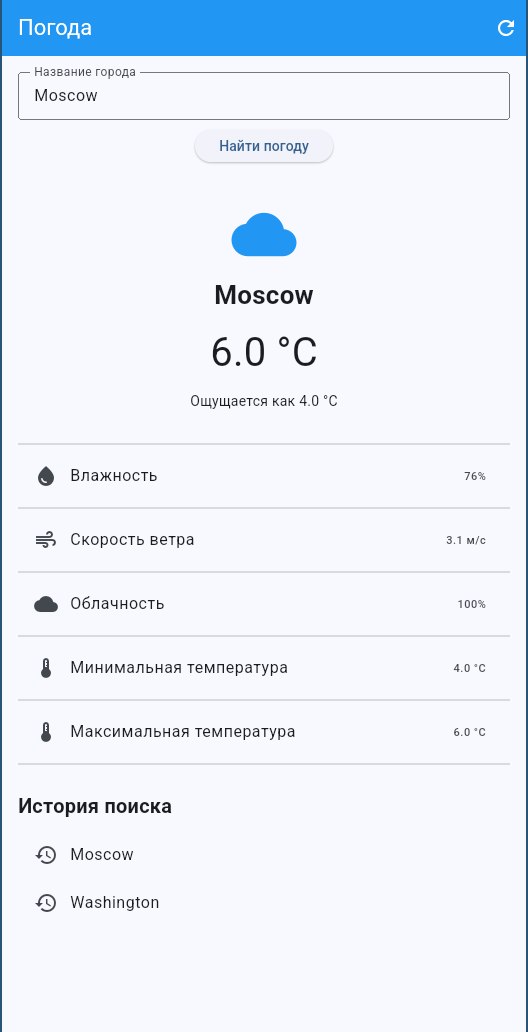 Погода
Название города
Moscow
Найти погоду
Moscow
6.0 °C
Ощущается как 4.0 °C
Влажность 76%
Скорость ветра 3.1 м/с
Облачность 100%
Минимальная температура 4.0 °C
Максимальная температура 6.0 °C
История поиска
Moscow
Washington